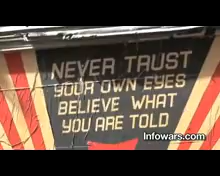 NEVER TRUST
YOUR OWN EYES
BELIEVE WHAT
YOU ARE TOLD
Infowars.com